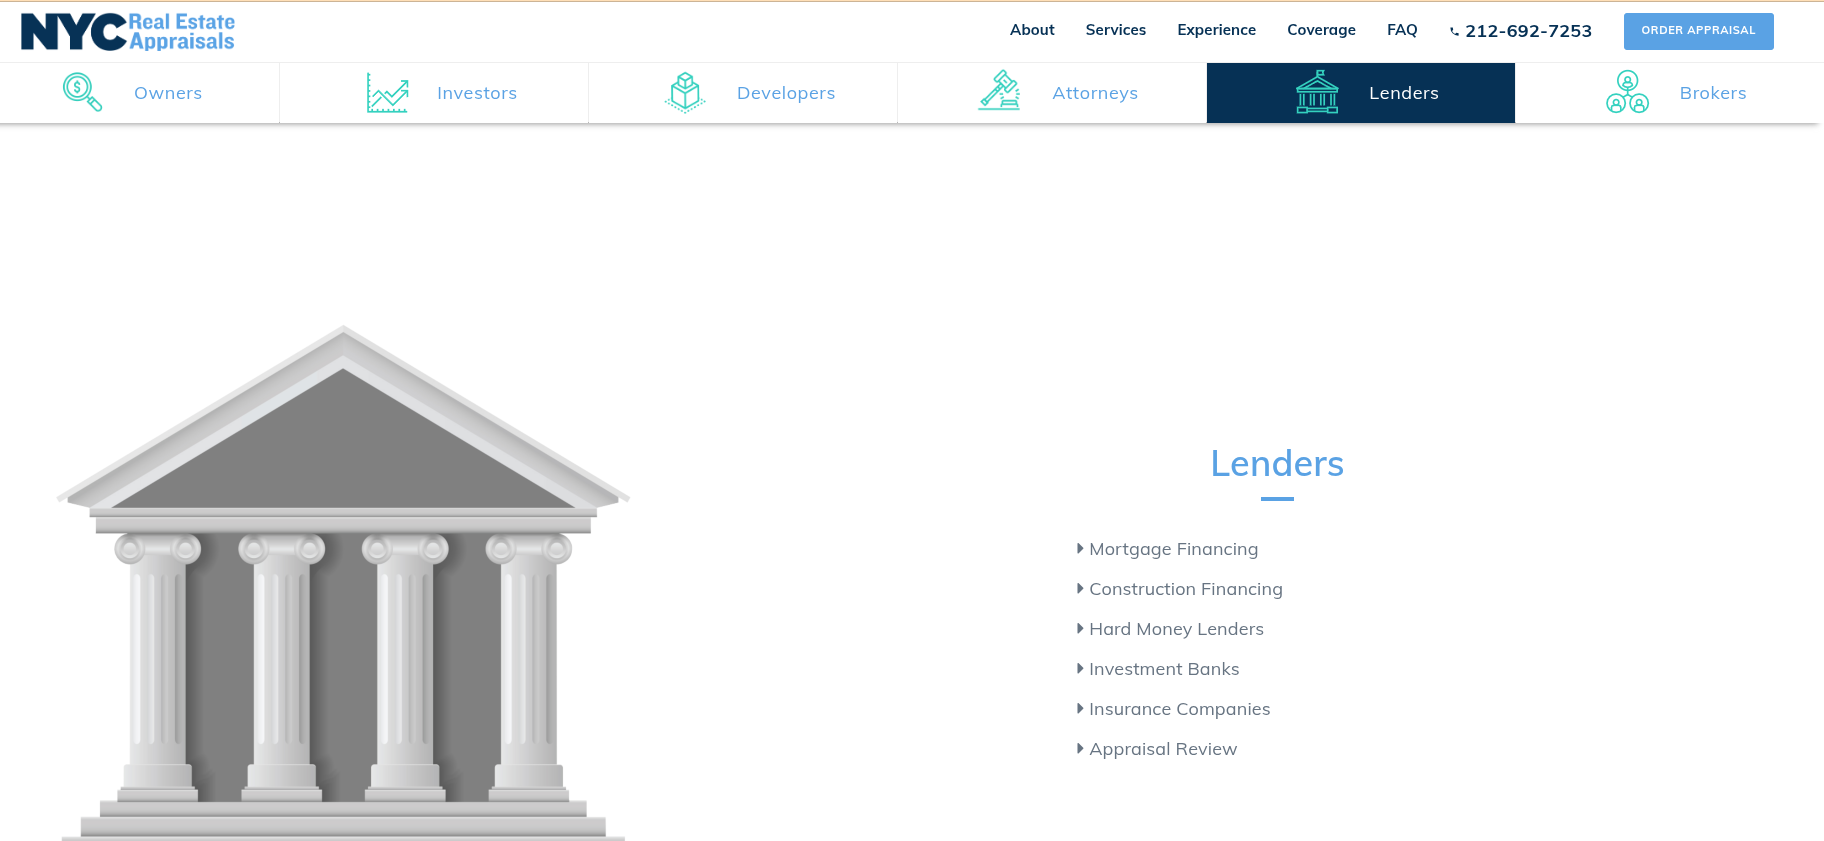 NYC Real Estate Appraisals
About Services Experience Coverage FAQ 212-692-7253 ORDER APPRAISAL
Owners Investors Developers Attorneys Lenders Brokers
Lenders
Mortgage Financing
Construction Financing
Hard Money Lenders
Investment Banks
Insurance Companies
Appraisal Review